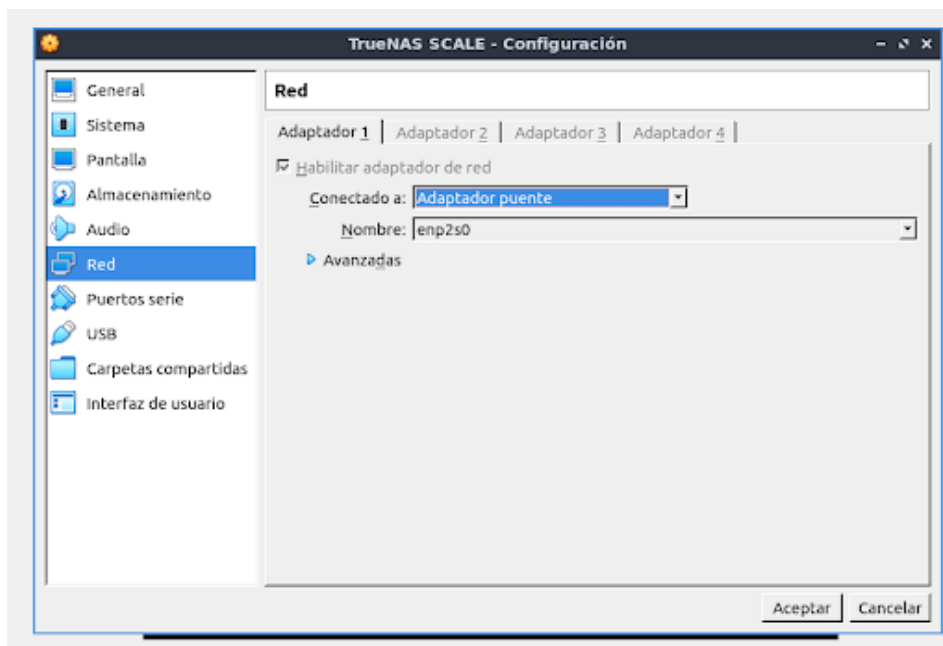 TrueNAS SCALE - Configuración
General
Sistema
Pantalla
Almacenamiento
Audio
Red
Puertos serie
USB
Carpetas compartidas
Interfaz de usuario
Red
Adaptador 1 Adaptador 2 Adaptador 3 Adaptador 4
Habilitar adaptador de red
Conectado a: Adaptador puente
Nombre: enp2s0
Avanzadas
Aceptar Cancelar